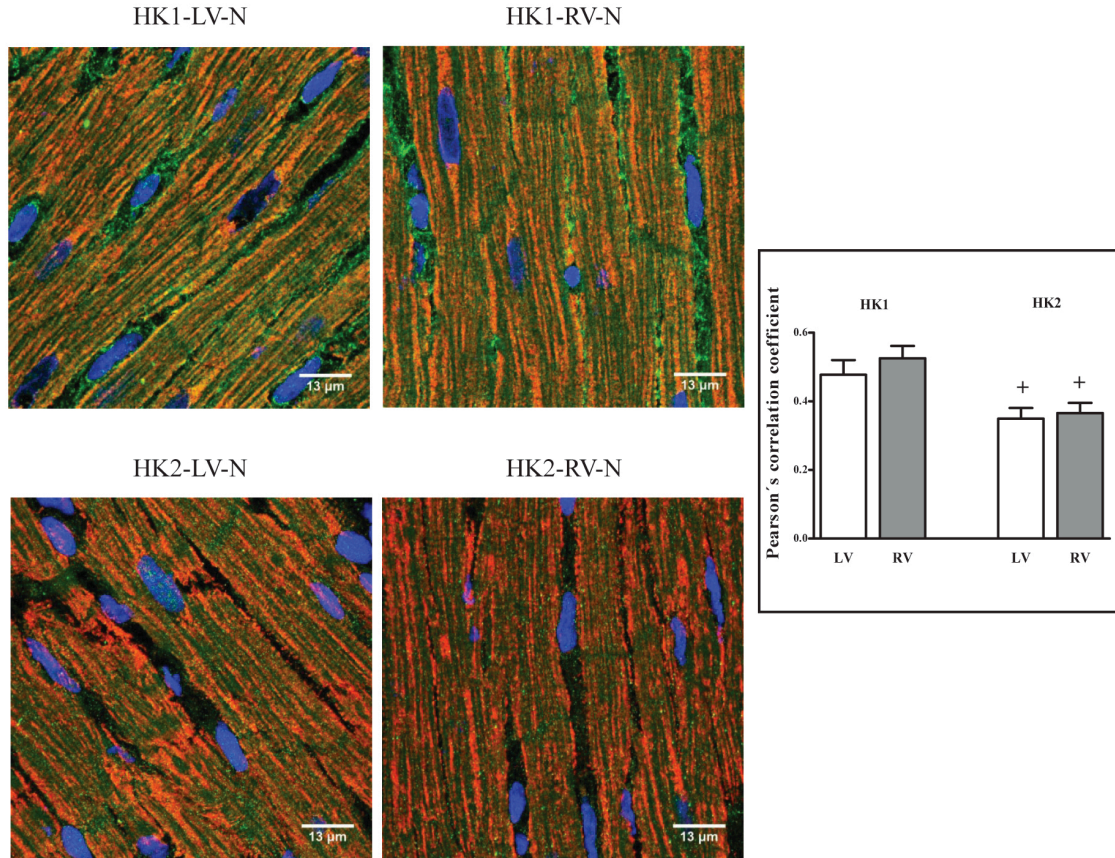 HK1-LV-N
HK1-RV-N
13 µm
13 µm
HK2-LV-N
HK2-RV-N
13 µm
13 µm
Pearson´s correlation coefficient
HK1
HK2
0.6
0.4
0.2
0.0
+
+
LV
RV
LV
RV